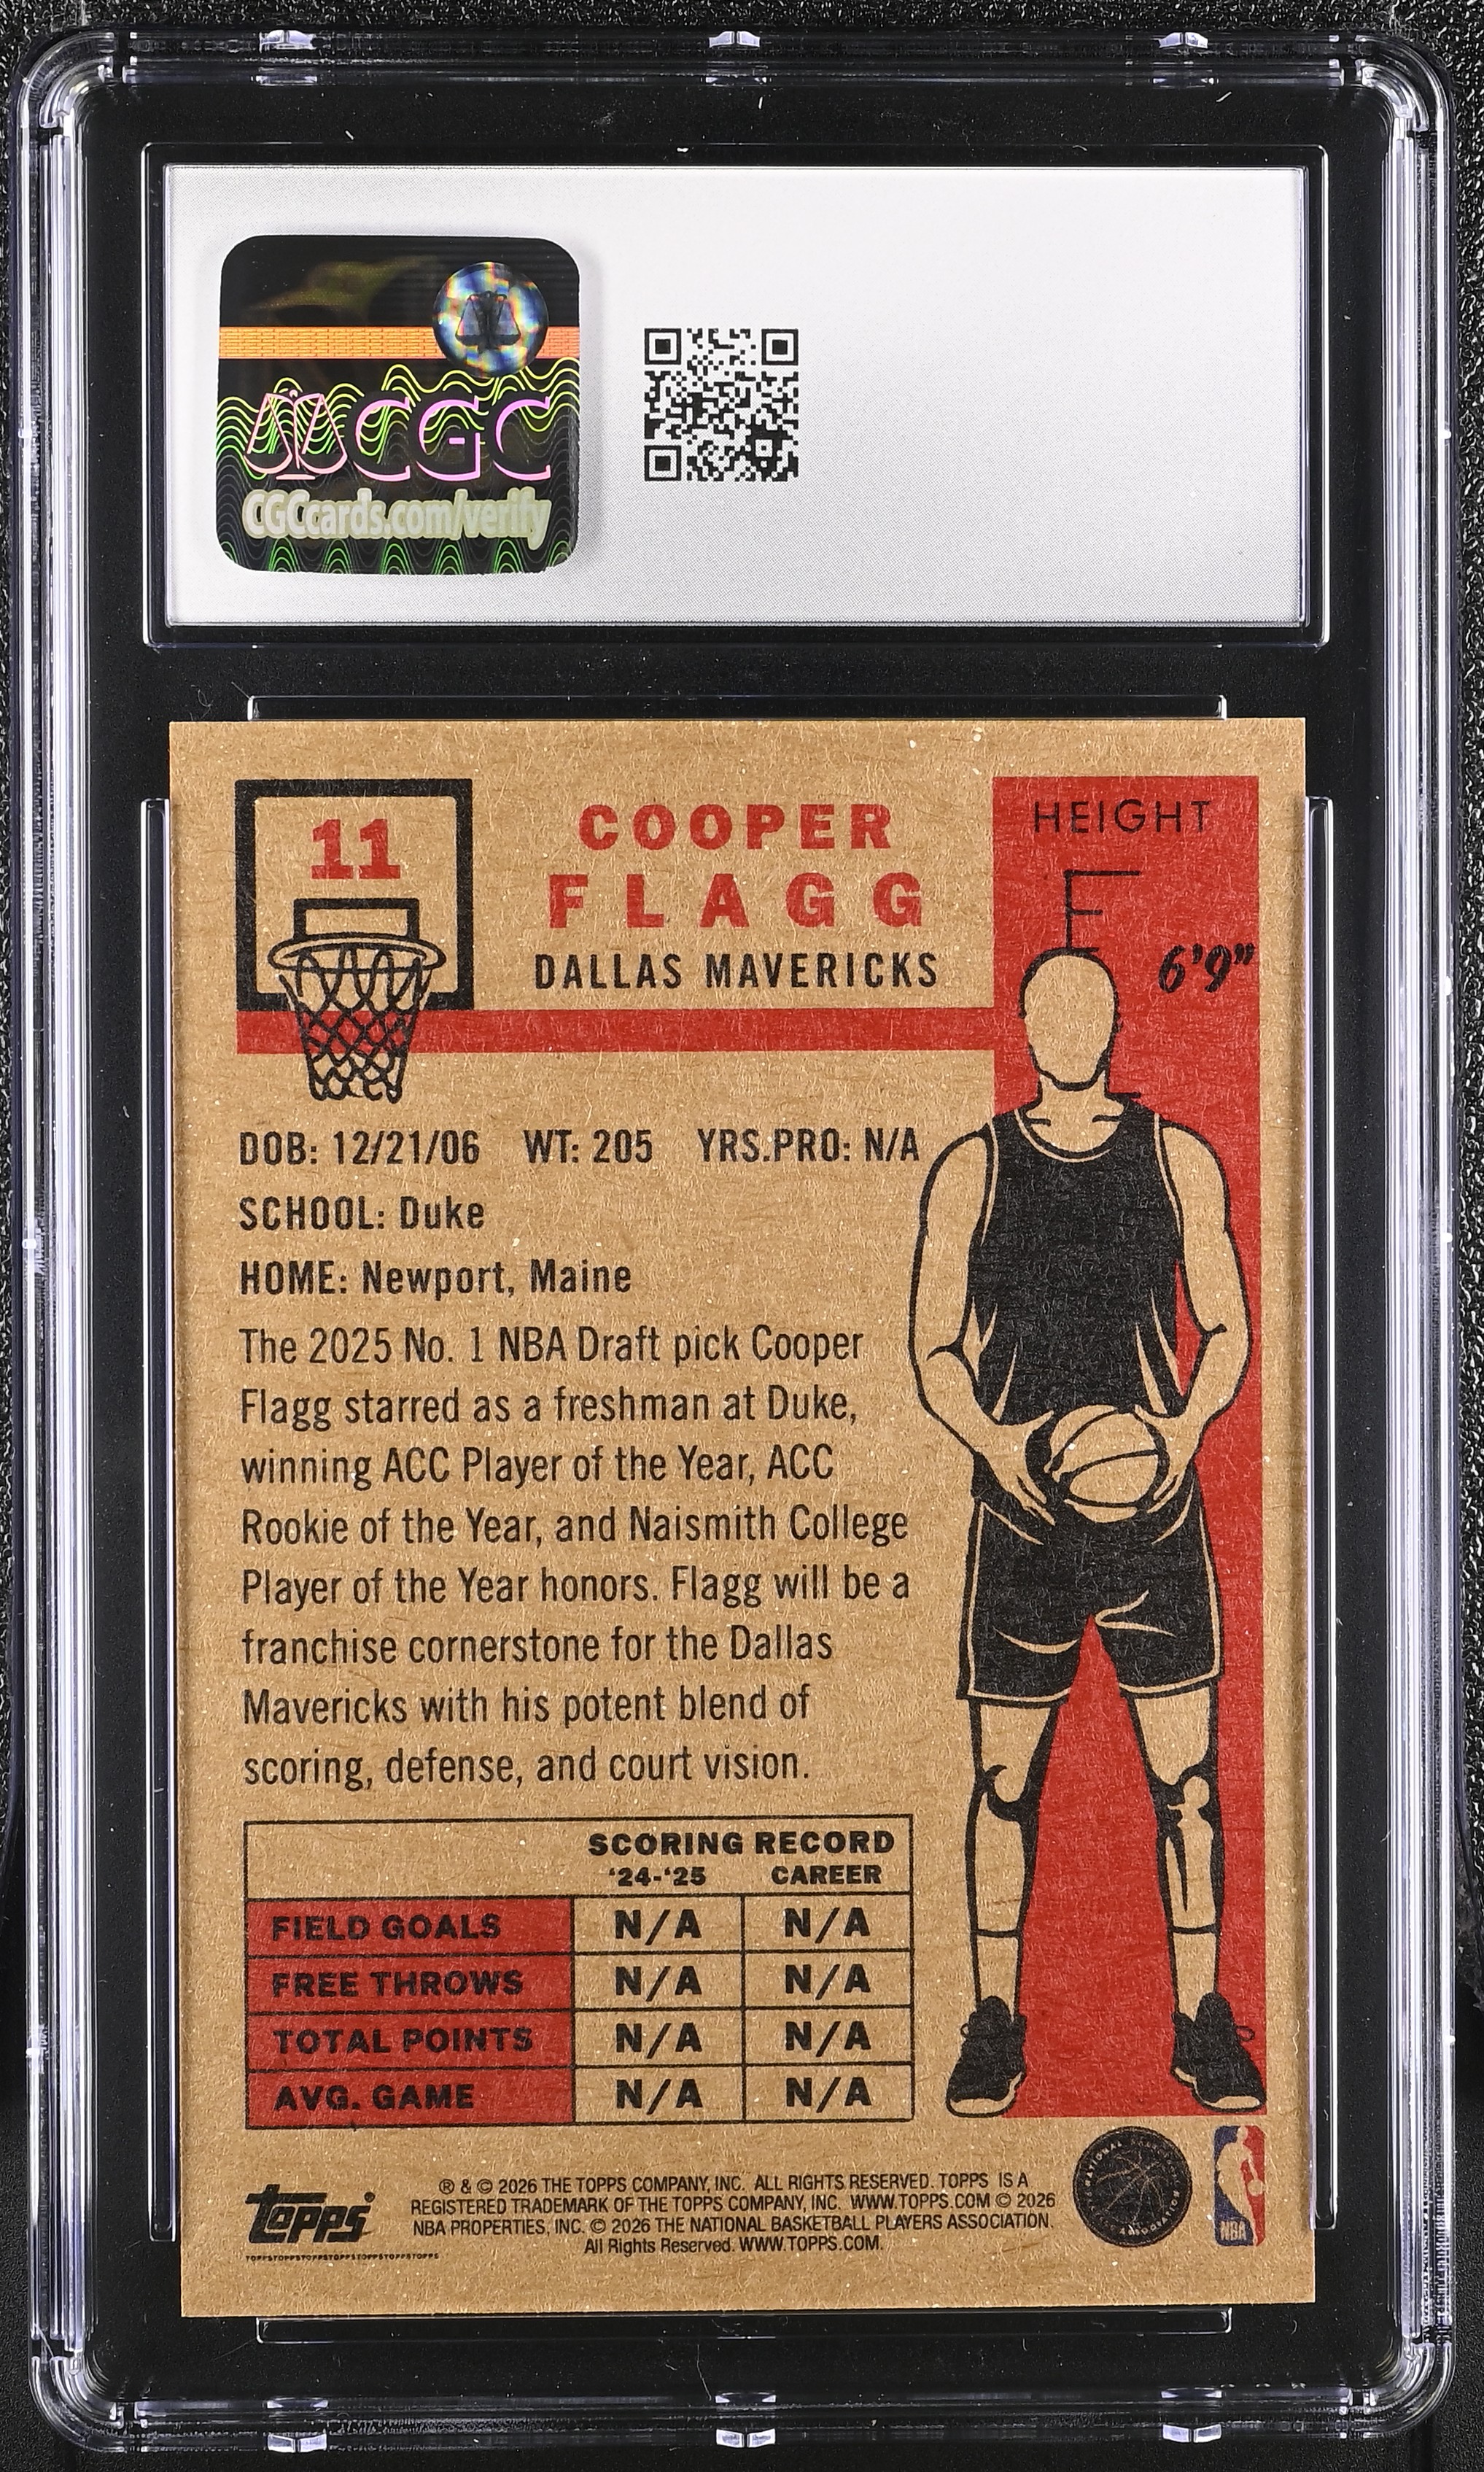 CGC
CGCcards.com/verify
11
COOPER
FLAGG
DALLAS MAVERICKS
HEIGHT
6'9"
DOB: 12/21/06 WT: 205 YRS.PRO: N/A
SCHOOL: Duke
HOME: Newport, Maine
The 2025 No. 1 NBA Draft pick Cooper
Flagg starred as a freshman at Duke,
winning ACC Player of the Year, ACC
Rookie of the Year, and Naismith College
Player of the Year honors. Flagg will be a
franchise cornerstone for the Dallas
Mavericks with his potent blend of
scoring, defense, and court vision.
SCORING RECORD
'24-'25 CAREER
FIELD GOALS N/A N/A
FREE THROWS N/A N/A
TOTAL POINTS N/A N/A
AVG. GAME N/A N/A
topps
TOPPSTOPPSTOPPSTOPPSTOPPSTOPPSTOPPS
® & © 2026 THE TOPPS COMPANY, INC. ALL RIGHTS RESERVED. TOPPS IS A
REGISTERED TRADEMARK OF THE TOPPS COMPANY, INC. WWW.TOPPS.COM © 2026
NBA PROPERTIES, INC. © 2026 THE NATIONAL BASKETBALL PLAYERS ASSOCIATION.
All Rights Reserved. WWW.TOPPS.COM.
NBA